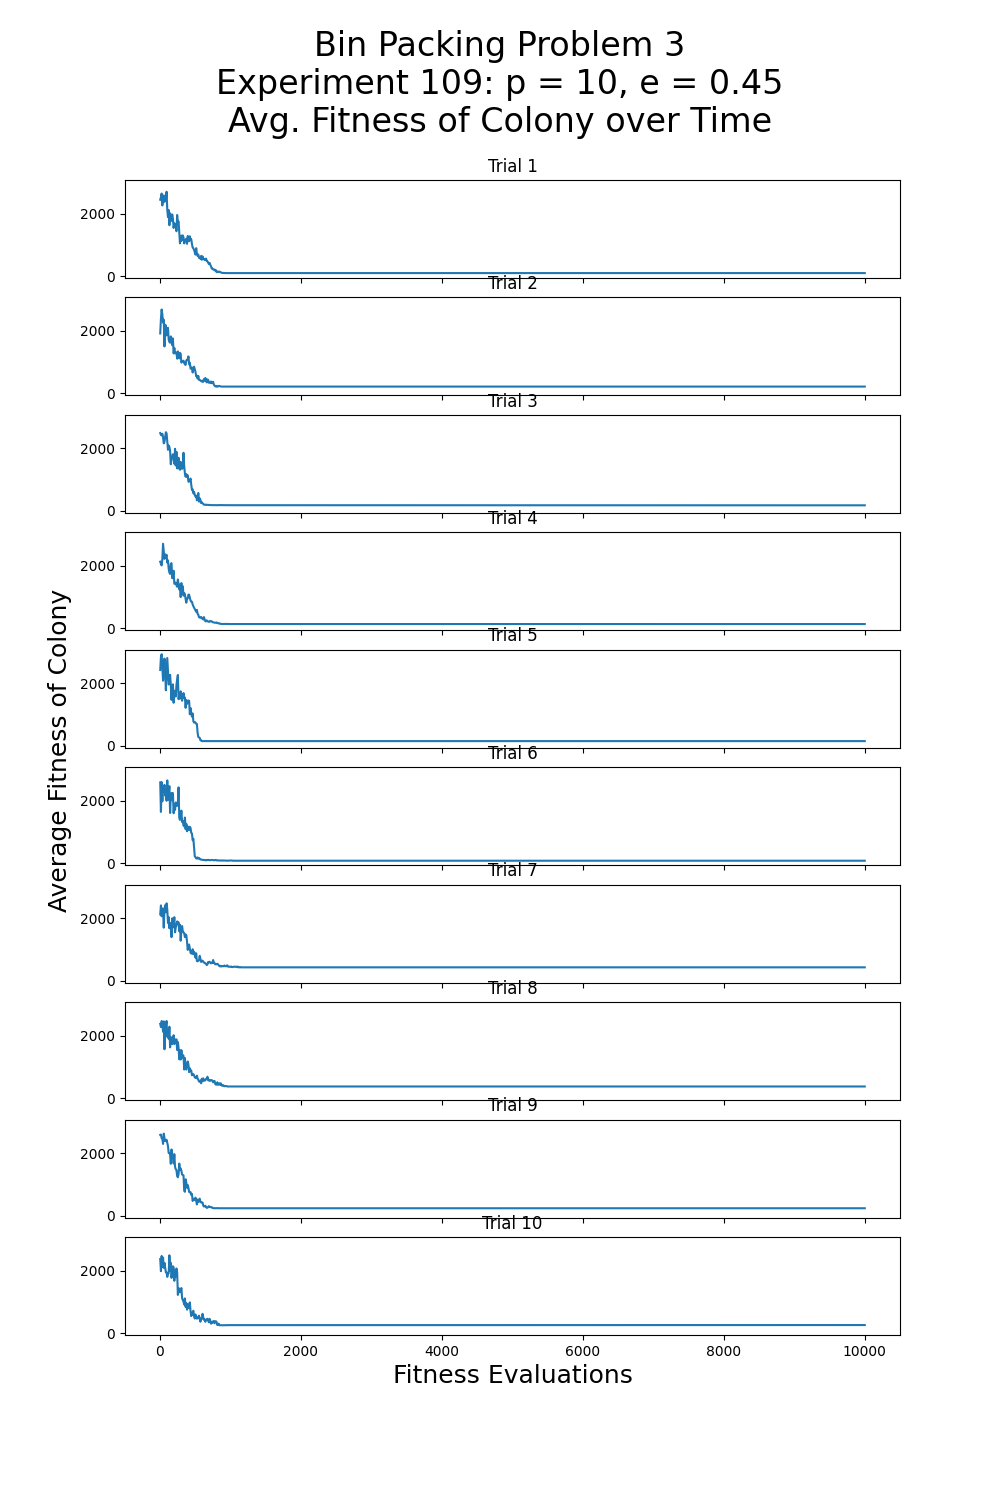 Bin Packing Problem 3
Experiment 109: p = 10, e = 0.45
Avg. Fitness of Colony over Time
Trial 1
2000
0
Trial 2
2000
0
Trial 3
2000
0
Trial 4
2000
0
Trial 5
2000
0
Trial 6
2000
0
Trial 7
2000
0
Trial 8
2000
0
Trial 9
2000
0
Trial 10
2000
0
0 2000 4000 6000 8000 10000
Fitness Evaluations
Average Fitness of Colony